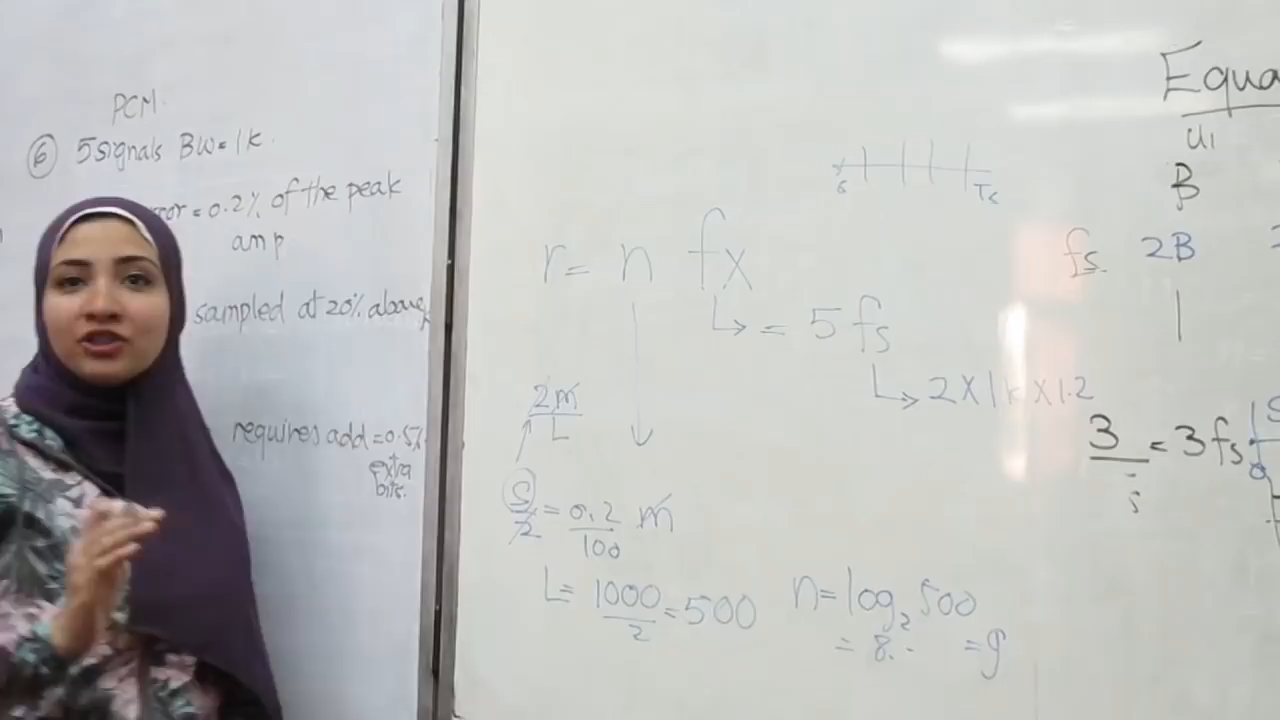 PCM
6 5 signals BW = 1k
= 0.2% of the peak
amp
sampled at 20% above
requires add = 0.5%
extra
bits.
Ts
r = n fx
↳ = 5 fs
↳ 2 X 1k X 1.2
2m
L
S/2 = 0.2/100 m
L = 1000/2 = 500
n = log2 500
= 8.. = 9
Equa
u1
B
fs. 2B
3 = 3 fs
s